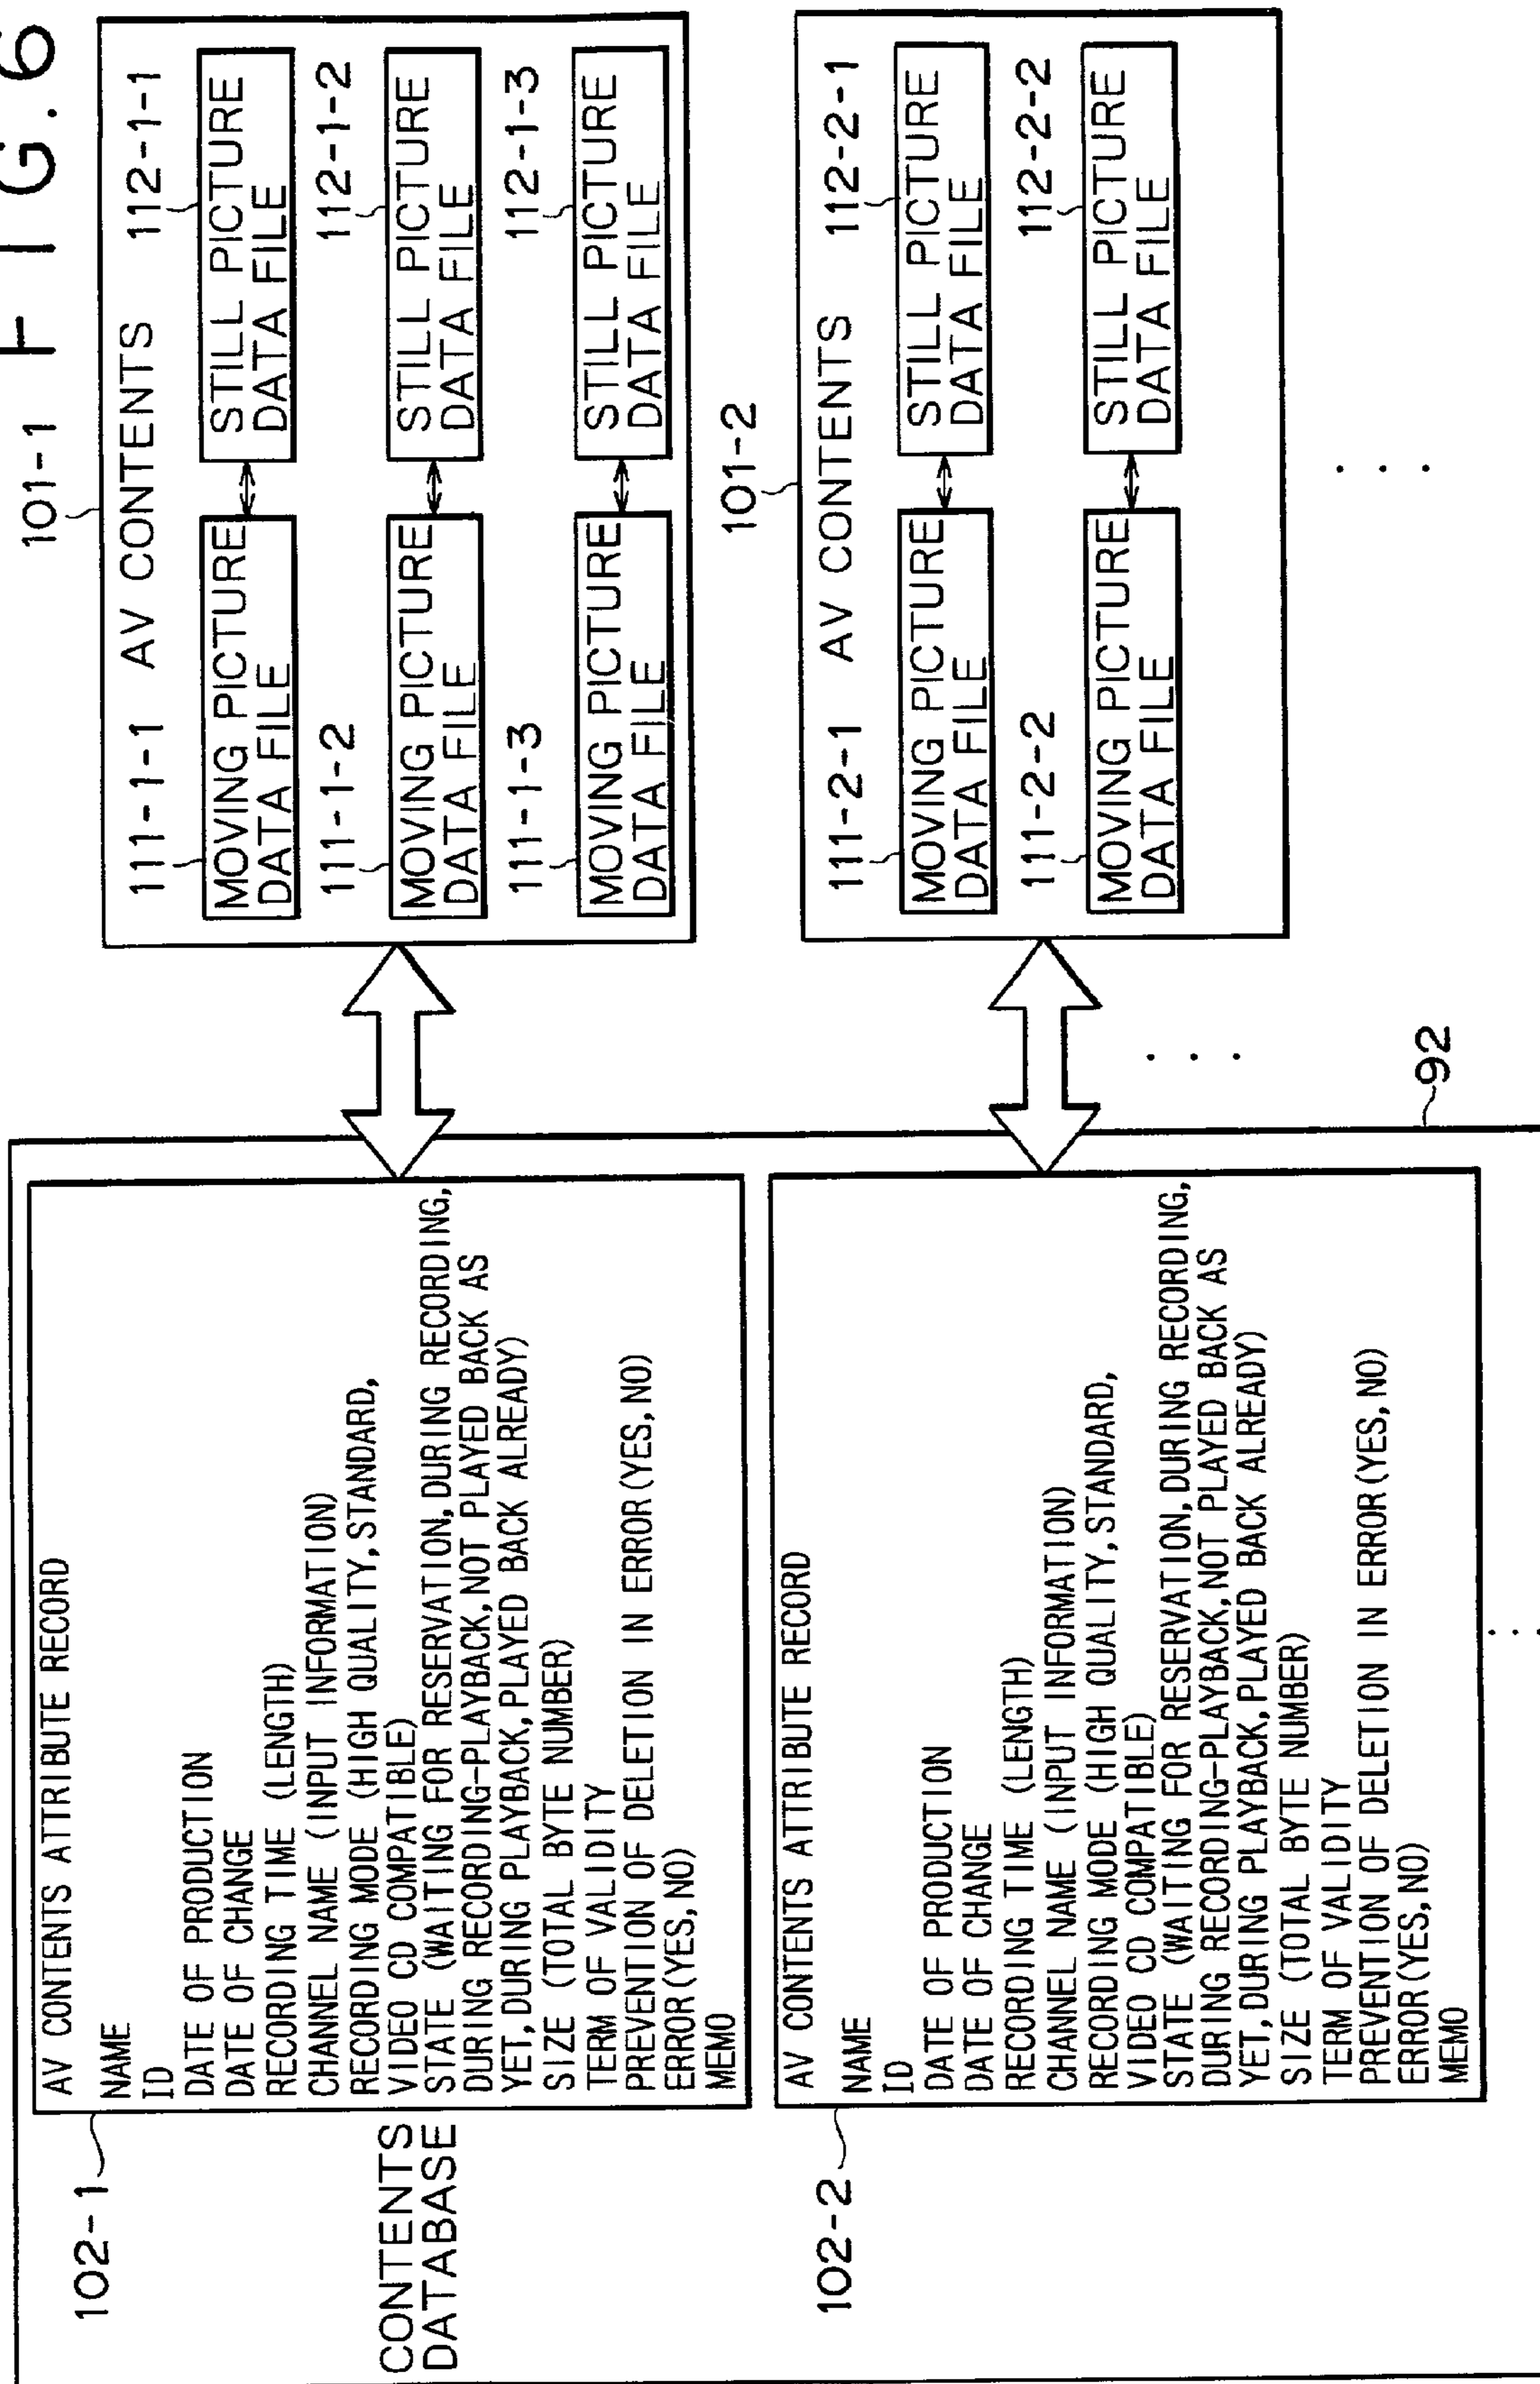 FIG.6
101-1
AV CONTENTS
111-1-1
112-1-1
MOVING PICTURE
DATA FILE
STILL PICTURE
DATA FILE
111-1-2
112-1-2
MOVING PICTURE
DATA FILE
STILL PICTURE
DATA FILE
111-1-3
112-1-3
MOVING PICTURE
DATA FILE
STILL PICTURE
DATA FILE
101-2
AV CONTENTS
111-2-1
112-2-1
MOVING PICTURE
DATA FILE
STILL PICTURE
DATA FILE
111-2-2
112-2-2
MOVING PICTURE
DATA FILE
STILL PICTURE
DATA FILE
. . .
. . .
92
102-1
AV CONTENTS ATTRIBUTE RECORD
NAME
ID
DATE OF PRODUCTION
DATE OF CHANGE
RECORDING TIME (LENGTH)
CHANNEL NAME (INPUT INFORMATION)
RECORDING MODE (HIGH QUALITY,STANDARD,
VIDEO CD COMPATIBLE)
STATE (WAITING FOR RESERVATION,DURING RECORDING,
DURING RECORDING-PLAYBACK,NOT PLAYED BACK AS
YET,DURING PLAYBACK,PLAYED BACK ALREADY)
SIZE (TOTAL BYTE NUMBER)
TERM OF VALIDITY
PREVENTION OF DELETION IN ERROR(YES,NO)
ERROR(YES,NO)
MEMO
CONTENTS
DATABASE
102-2
AV CONTENTS ATTRIBUTE RECORD
NAME
ID
DATE OF PRODUCTION
DATE OF CHANGE
RECORDING TIME (LENGTH)
CHANNEL NAME (INPUT INFORMATION)
RECORDING MODE (HIGH QUALITY,STANDARD,
VIDEO CD COMPATIBLE)
STATE (WAITING FOR RESERVATION,DURING RECORDING,
DURING RECORDING-PLAYBACK,NOT PLAYED BACK AS
YET,DURING PLAYBACK,PLAYED BACK ALREADY)
SIZE (TOTAL BYTE NUMBER)
TERM OF VALIDITY
PREVENTION OF DELETION IN ERROR(YES,NO)
ERROR(YES,NO)
MEMO
. . .